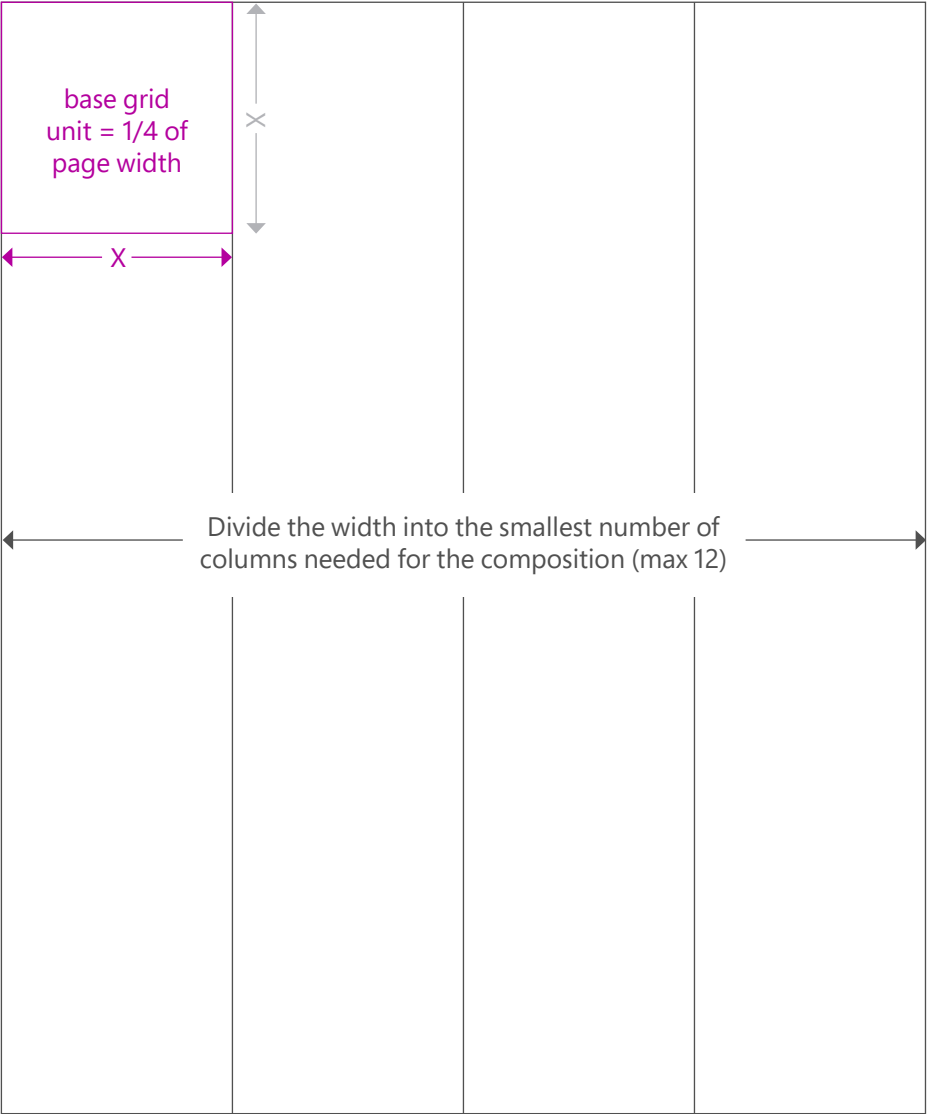 base grid
unit = 1/4 of
page width
X
X
Divide the width into the smallest number of
columns needed for the composition (max 12)